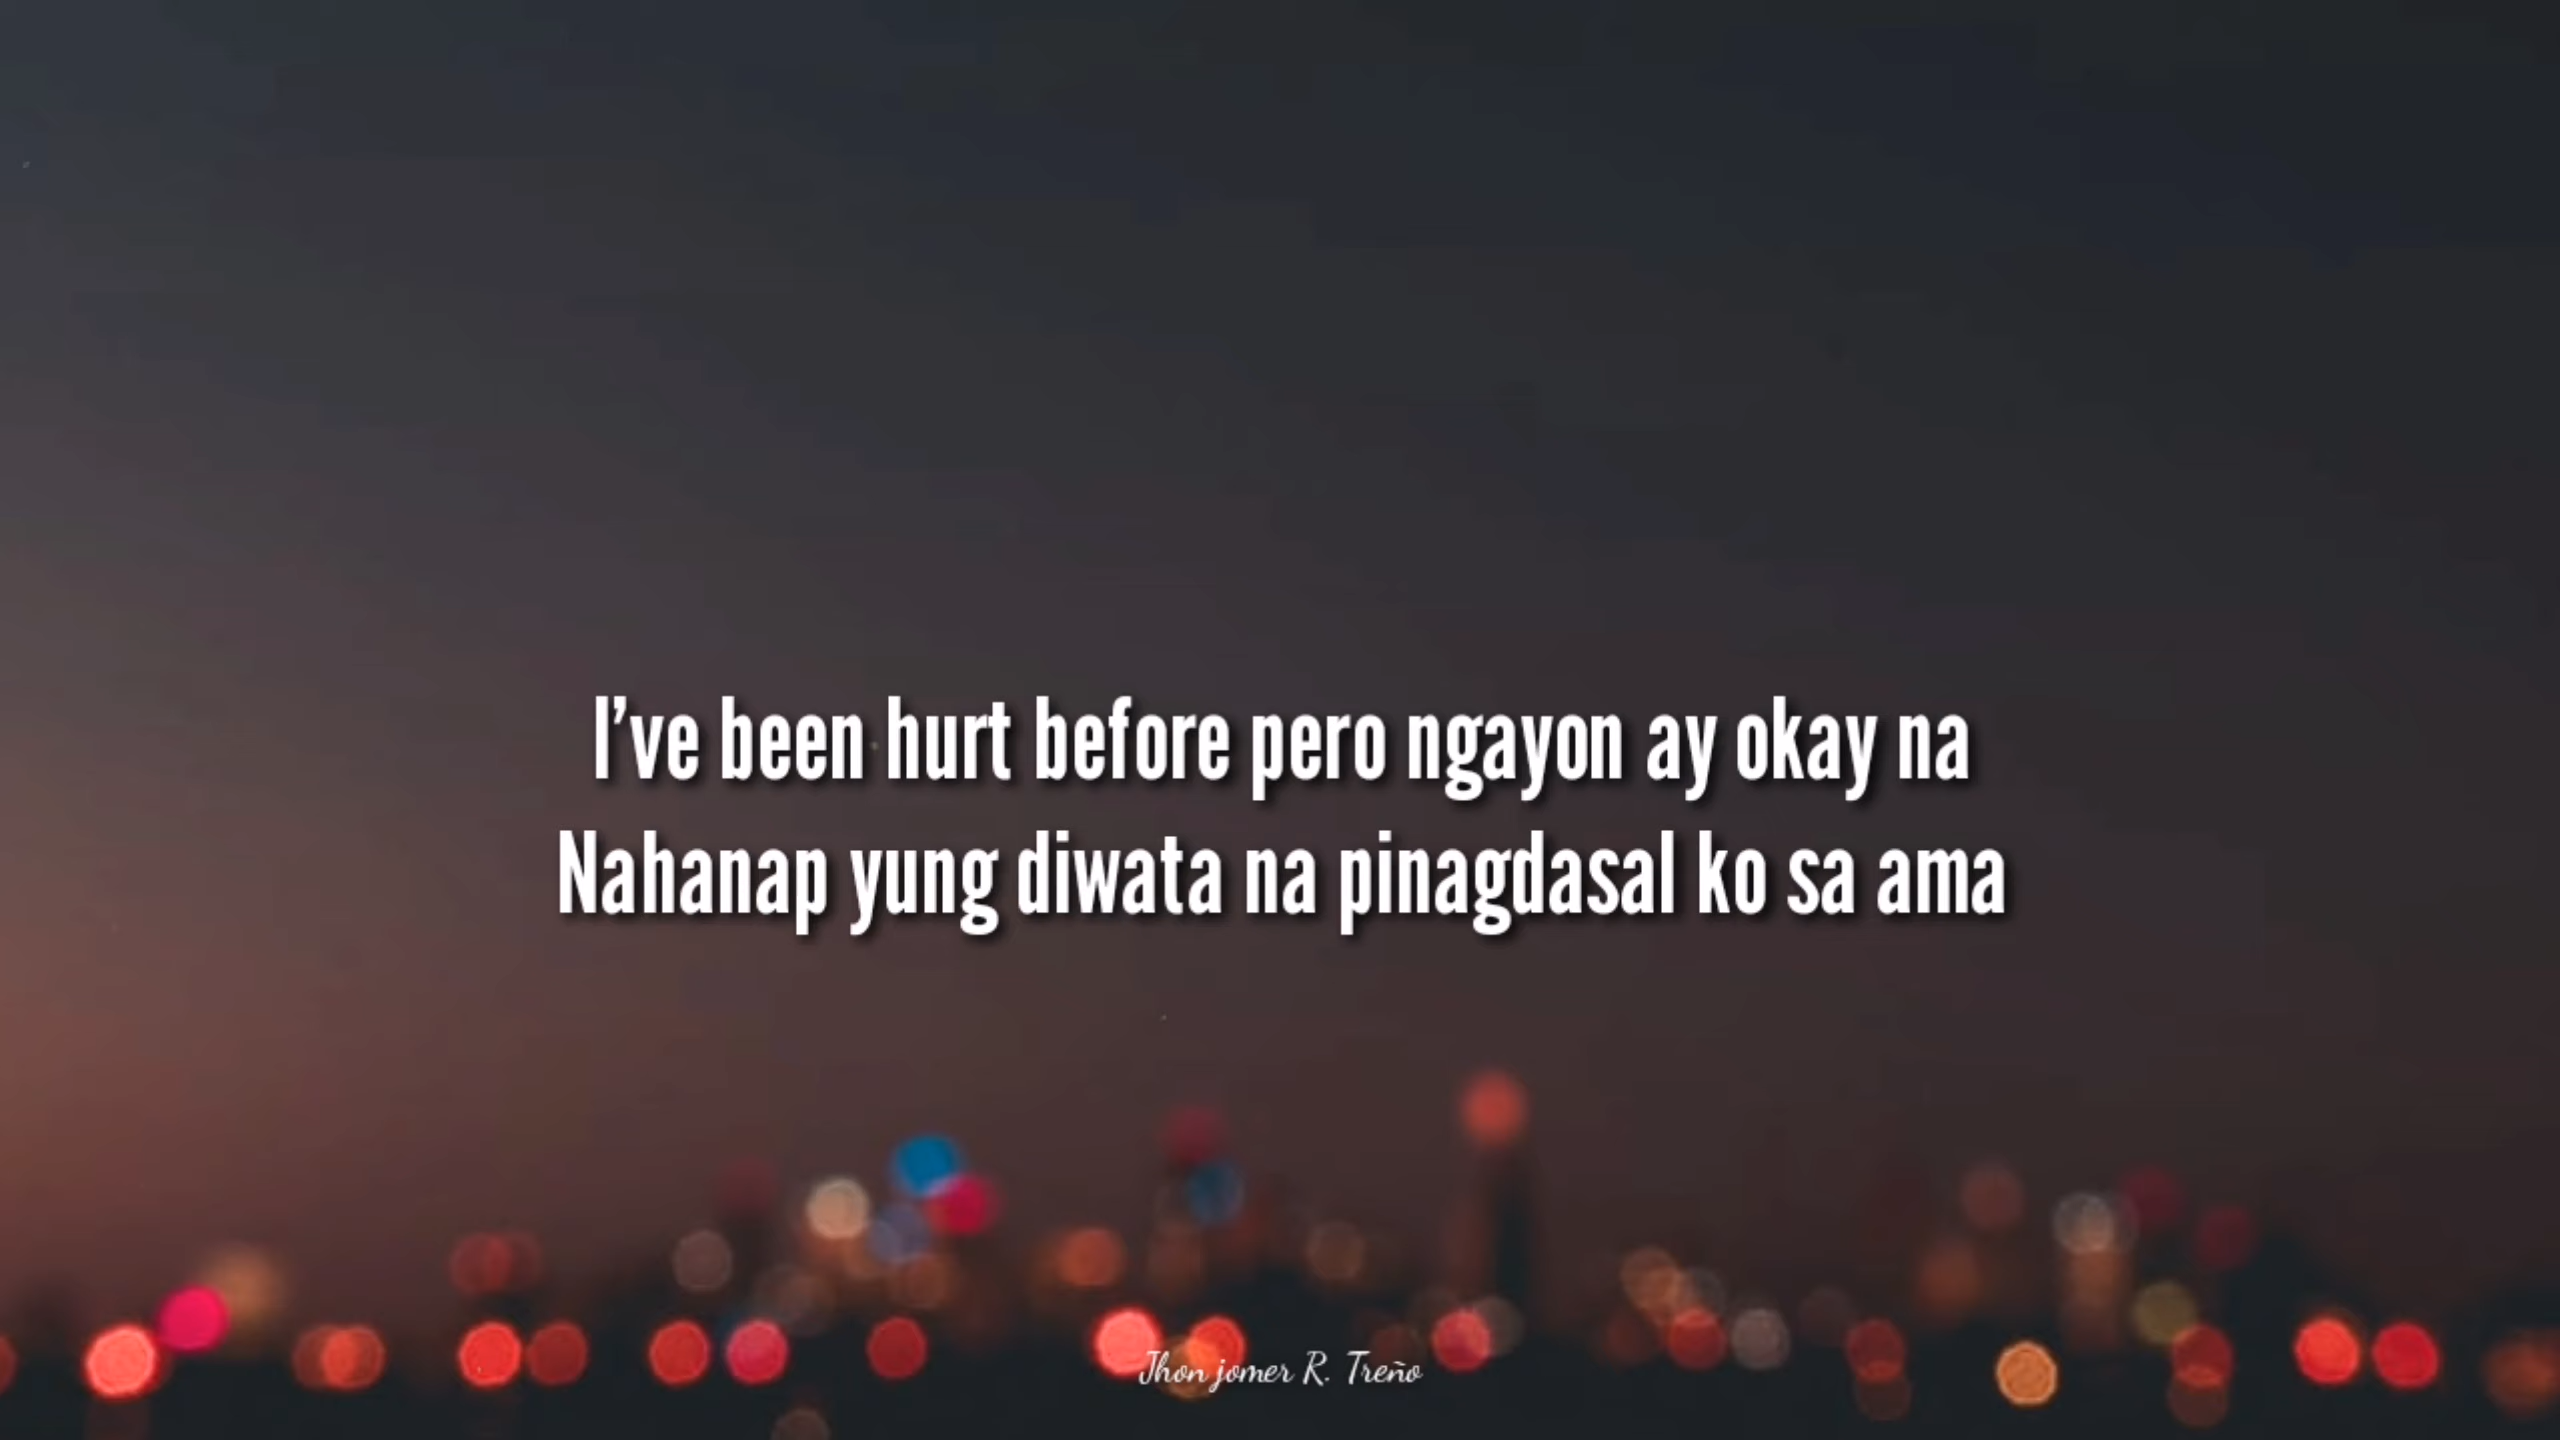 I've been hurt before pero ngayon ay okay na
Nahanap yung diwata na pinagdasal ko sa ama
Jhon jomer R. Treño